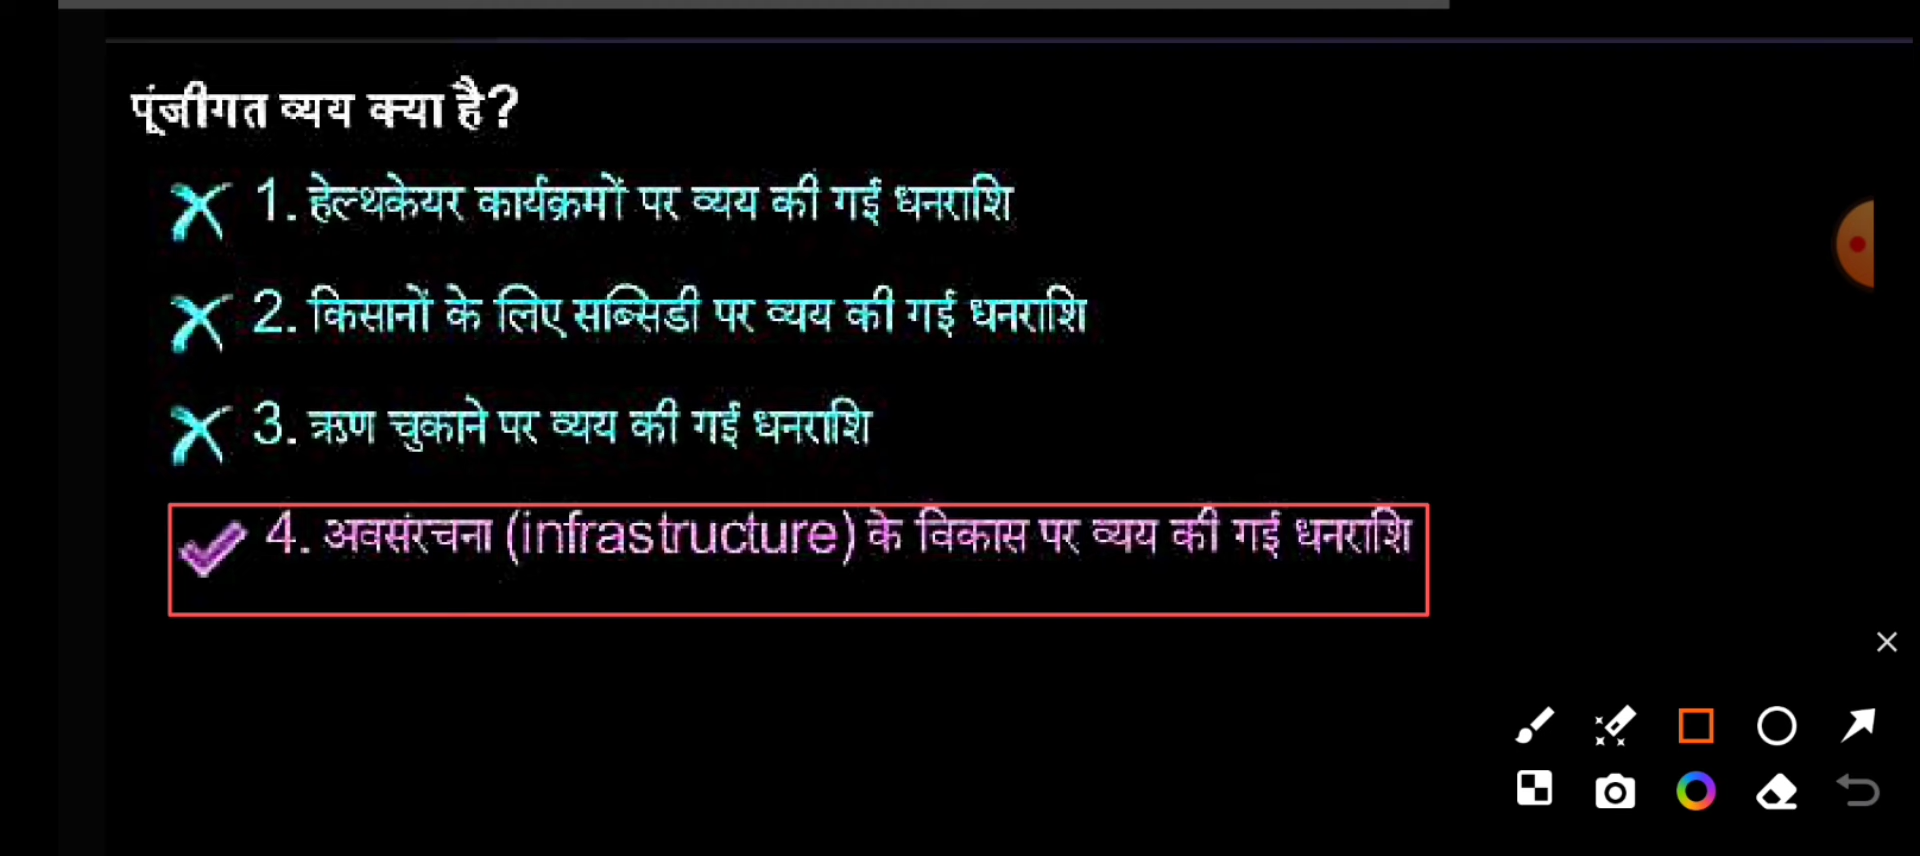 पूंजीगत व्यय क्या है?
1. हेल्थकेयर कार्यक्रमों पर व्यय की गई धनराशि
2. किसानों के लिए सब्सिडी पर व्यय की गई धनराशि
3. ऋण चुकाने पर व्यय की गई धनराशि
4. अवसंरचना (infrastructure) के विकास पर व्यय की गई धनराशि